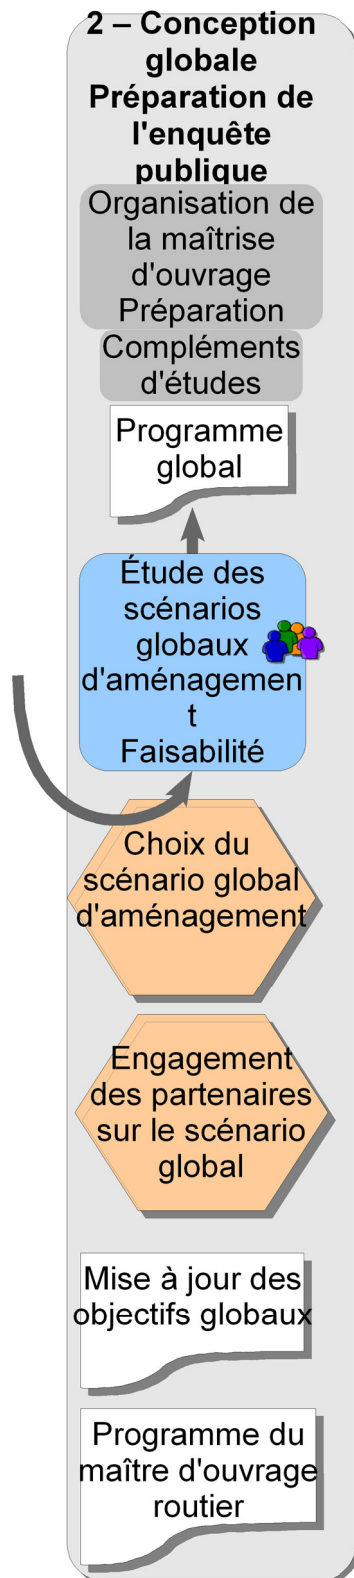 2 – Conception
globale
Préparation de
l'enquête
publique
Organisation de
la maîtrise
d'ouvrage
Préparation
Compléments
d'études
Programme
global
Étude des
scénarios
globaux
d'aménagemen
t
Faisabilité
Choix du
scénario global
d'aménagement
Engagement
des partenaires
sur le scénario
global
Mise à jour des
objectifs globaux
Programme du
maître d'ouvrage
routier